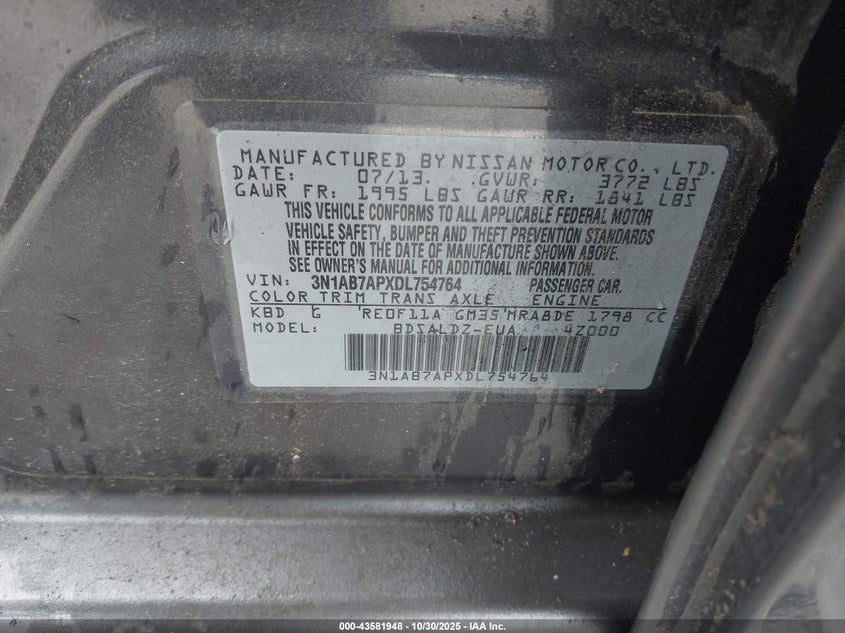 MANUFACTURED BY NISSAN MOTOR CO., LTD.
DATE: 07/13 GVWR: 3772 LBS
GAWR FR: 1995 LBS GAWR RR: 1841 LBS
THIS VEHICLE CONFORMS TO ALL APPLICABLE FEDERAL MOTOR
VEHICLE SAFETY, BUMPER AND THEFT PREVENTION STANDARDS
IN EFFECT ON THE DATE OF MANUFACTURE SHOWN ABOVE.
SEE OWNER'S MANUAL FOR ADDITIONAL INFORMATION.
VIN: 3N1AB7APXDL754764 PASSENGER CAR.
COLOR TRIM TRANS AXLE ENGINE
KBD G RE0F11A GM35 MRA8DE 1798 CC
MODEL: BDSALDZ-EUA 4Z000
3N1AB7APXDL754764
000-43581948 - 10/30/2025 - IAA Inc.